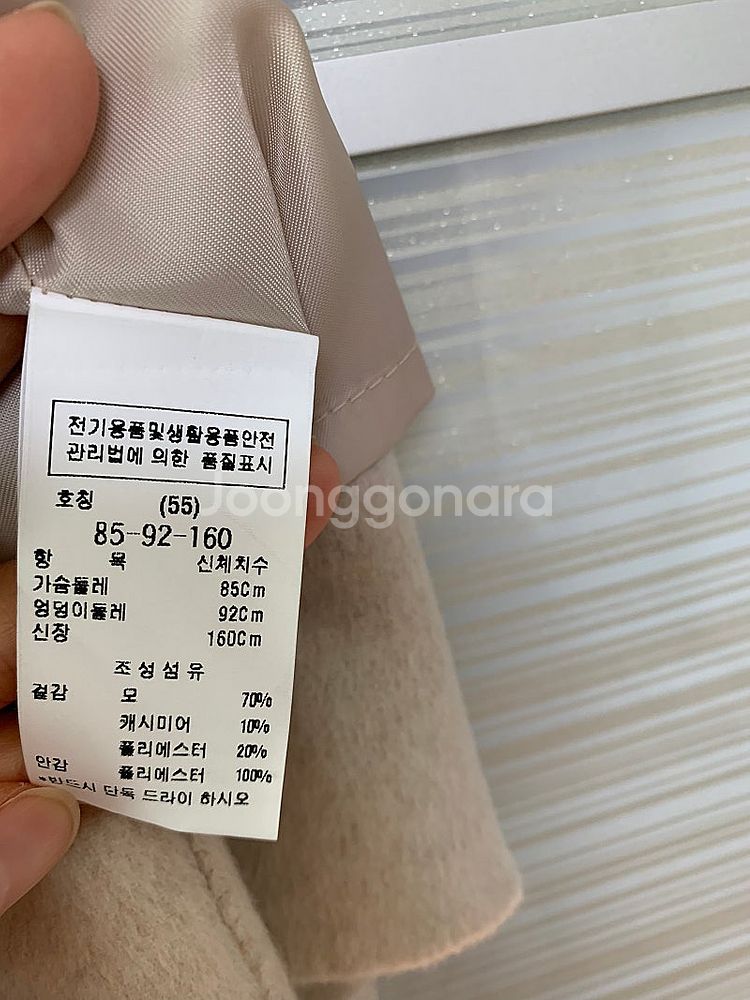 전기용품및생활용품안전
관리법에 의한 품질표시
호칭 (55)
85-92-160
항 목 신체치수
가슴둘레 85Cm
엉덩이둘레 92Cm
신장 160Cm
조성섬유
겉감 모 70%
캐시미어 10%
폴리에스터 20%
안감 폴리에스터 100%
*반드시 단독 드라이 하시오
Joonggonara